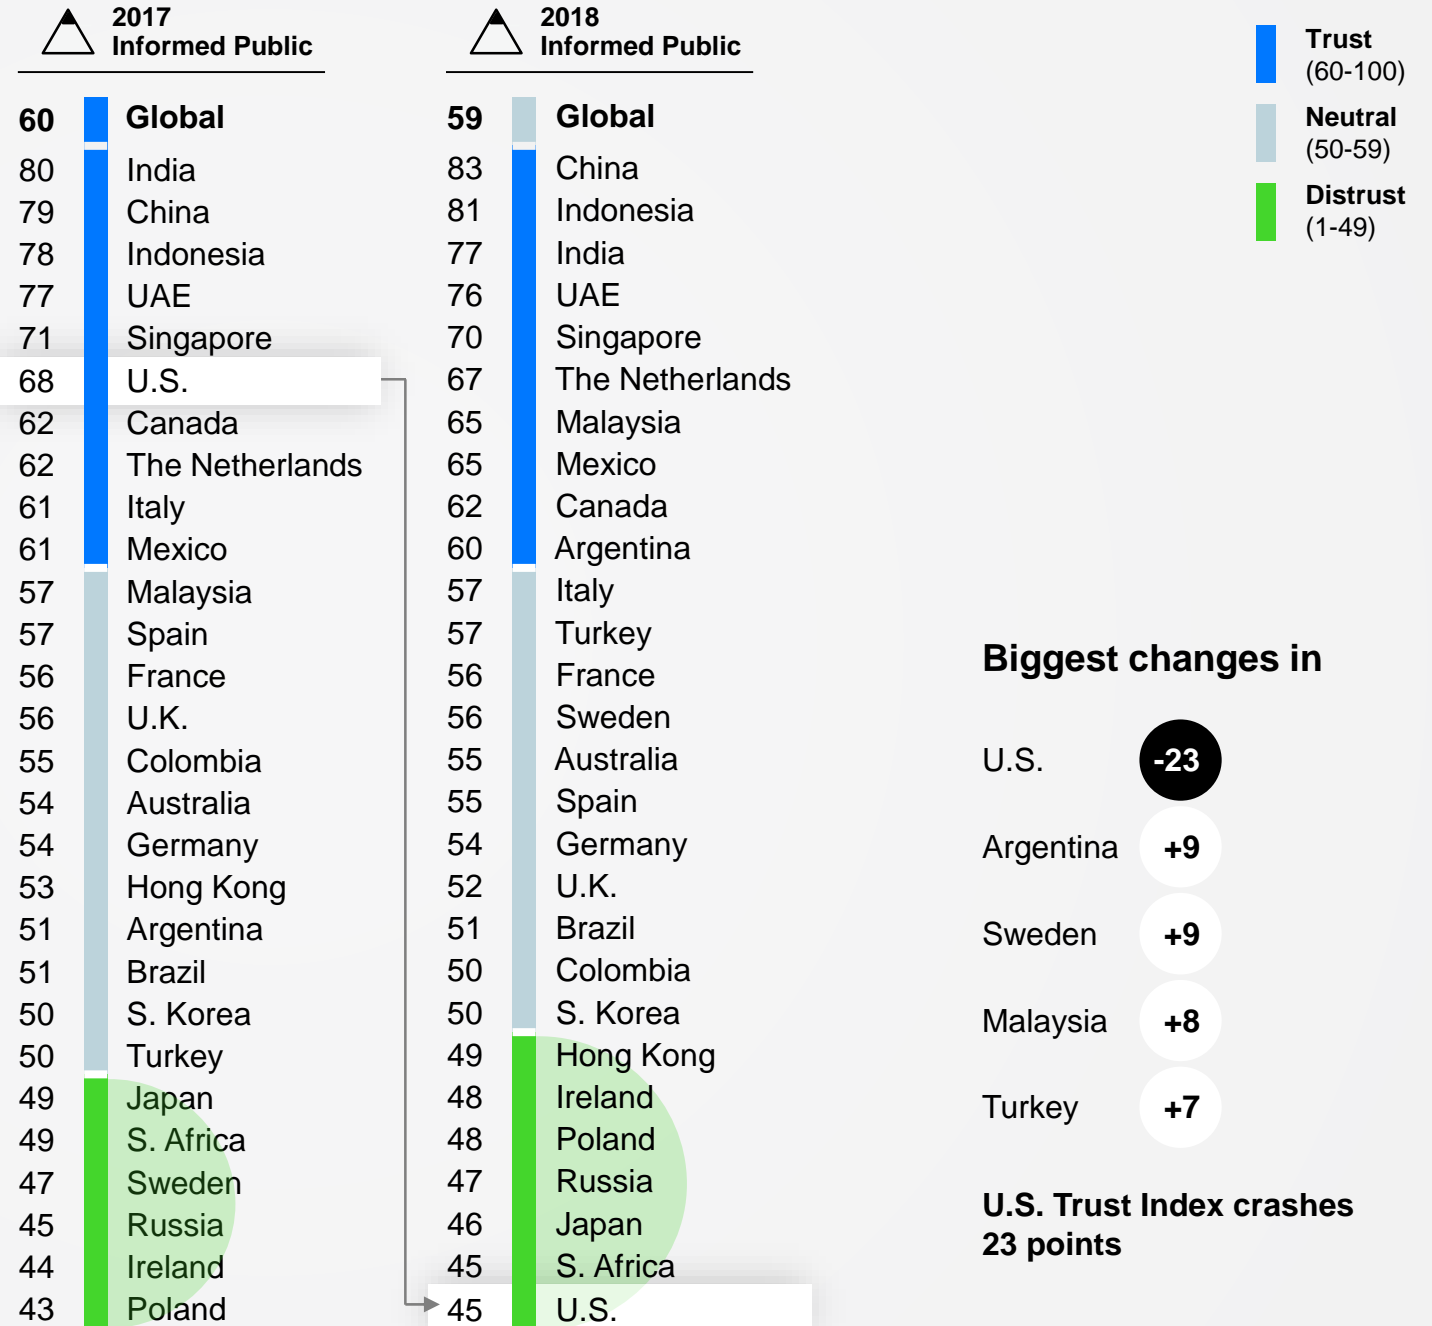 2017
Informed Public
60 Global
80 India
79 China
78 Indonesia
77 UAE
71 Singapore
68 U.S.
62 Canada
62 The Netherlands
61 Italy
61 Mexico
57 Malaysia
57 Spain
56 France
56 U.K.
55 Colombia
54 Australia
54 Germany
53 Hong Kong
51 Argentina
51 Brazil
50 S. Korea
50 Turkey
49 Japan
49 S. Africa
47 Sweden
45 Russia
44 Ireland
43 Poland
2018
Informed Public
59 Global
83 China
81 Indonesia
77 India
76 UAE
70 Singapore
67 The Netherlands
65 Malaysia
65 Mexico
62 Canada
60 Argentina
57 Italy
57 Turkey
56 France
56 Sweden
55 Australia
55 Spain
54 Germany
52 U.K.
51 Brazil
50 Colombia
50 S. Korea
49 Hong Kong
48 Ireland
48 Poland
47 Russia
46 Japan
45 S. Africa
45 U.S.
Trust
(60-100)
Neutral
(50-59)
Distrust
(1-49)
Biggest changes in
U.S. -23
Argentina +9
Sweden +9
Malaysia +8
Turkey +7
U.S. Trust Index crashes
23 points